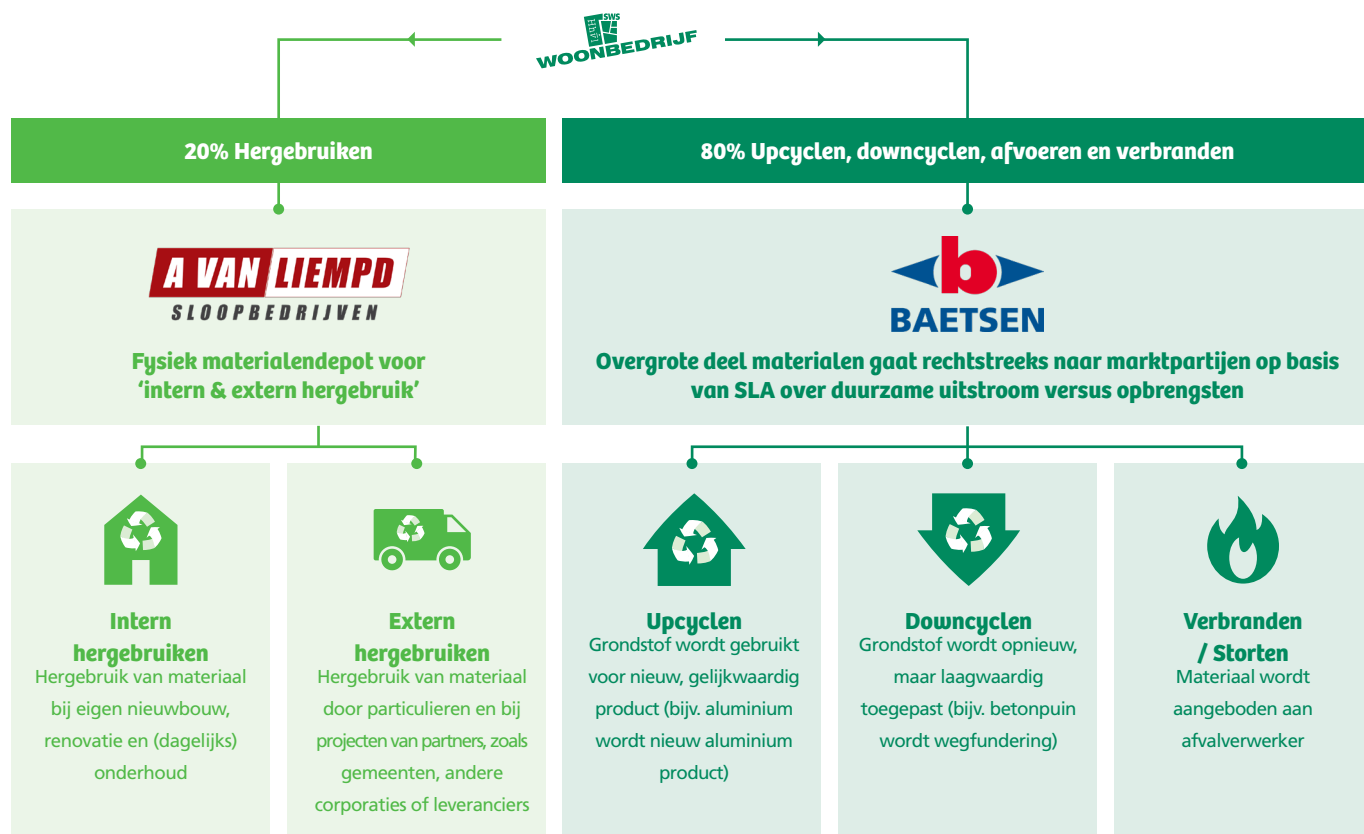 SWS
Hhvl
WOONBEDRIJF
20% Hergebruiken
80% Upcyclen, downcyclen, afvoeren en verbranden
A VAN LIEMPD
SLOOPBEDRIJVEN
Fysiek materialendepot voor
‘intern & extern hergebruik’
b
BAETSEN
Overgrote deel materialen gaat rechtstreeks naar marktpartijen op basis
van SLA over duurzame uitstroom versus opbrengsten
Intern
hergebruiken
Hergebruik van materiaal
bij eigen nieuwbouw,
renovatie en (dagelijks)
onderhoud
Extern
hergebruiken
Hergebruik van materiaal
door particulieren en bij
projecten van partners, zoals
gemeenten, andere
corporaties of leveranciers
Upcyclen
Grondstof wordt gebruikt
voor nieuw, gelijkwaardig
product (bijv. aluminium
wordt nieuw aluminium
product)
Downcyclen
Grondstof wordt opnieuw,
maar laagwaardig
toegepast (bijv. betonpuin
wordt wegfundering)
Verbranden
/ Storten
Materiaal wordt
aangeboden aan
afvalverwerker